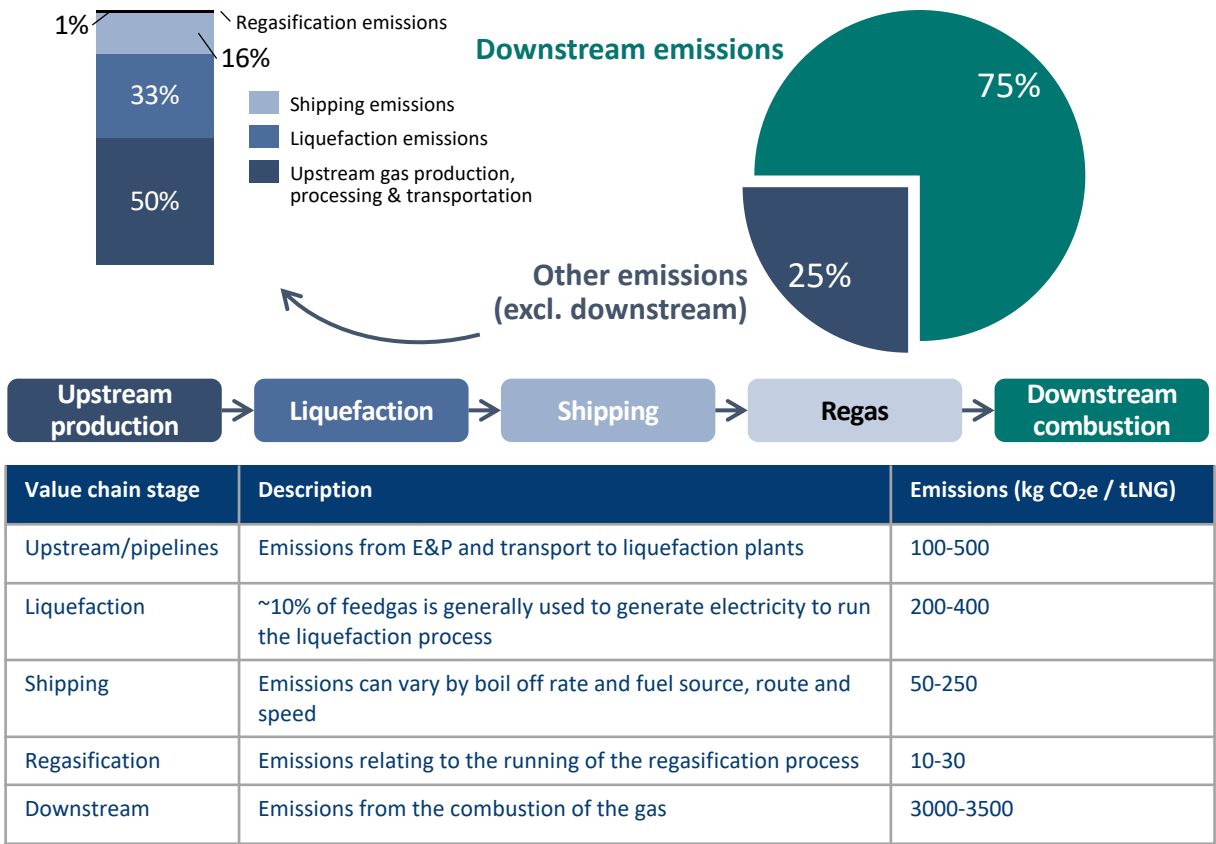 1%
Regasification emissions
16%
33%
50%
Shipping emissions
Liquefaction emissions
Upstream gas production,
processing & transportation
Downstream emissions
75%
Other emissions
(excl. downstream)
25%
Upstream
production
Liquefaction
Shipping
Regas
Downstream
combustion
Value chain stage
Description
Emissions (kg CO₂e / tLNG)
Upstream/pipelines
Emissions from E&P and transport to liquefaction plants
100-500
Liquefaction
~10% of feedgas is generally used to generate electricity to run
the liquefaction process
200-400
Shipping
Emissions can vary by boil off rate and fuel source, route and
speed
50-250
Regasification
Emissions relating to the running of the regasification process
10-30
Downstream
Emissions from the combustion of the gas
3000-3500